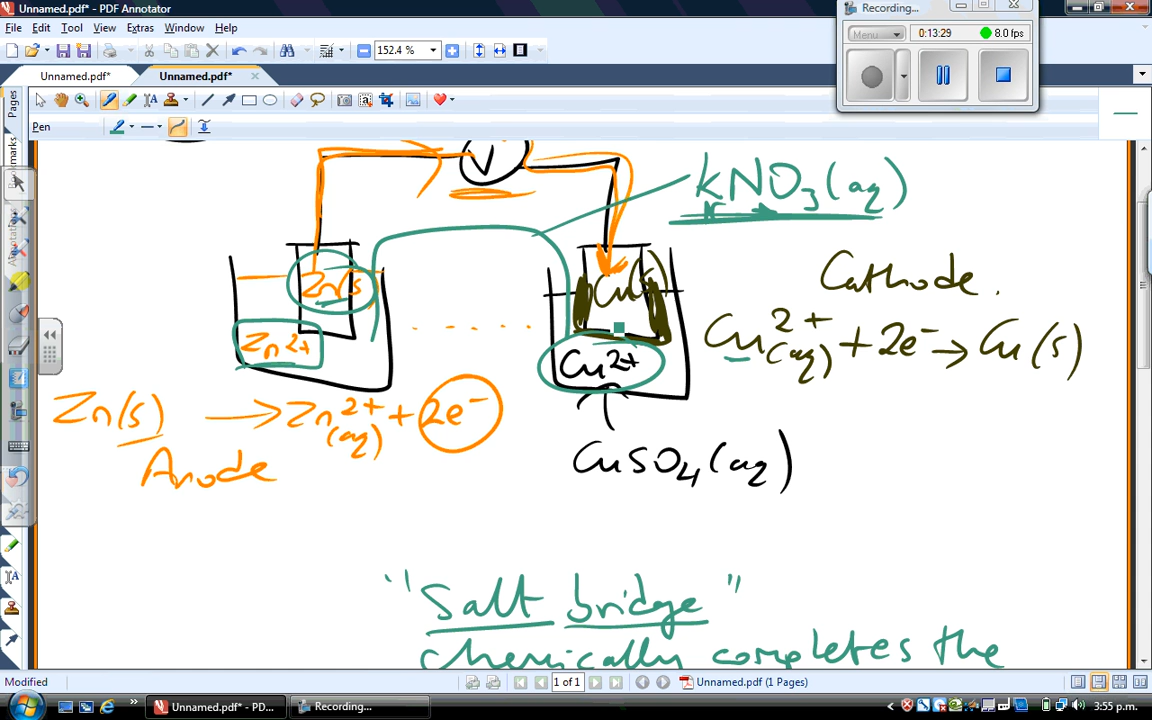 Unnamed.pdf* - PDF Annotator
Recording...
File Edit Tool View Extras Window Help
Menu
0:13:29
8.0 fps
152.4 %
Unnamed.pdf*
Unnamed.pdf*
Pen
Pages
Bookmarks
V
kNO3(aq)
Zn(s
Cu(s)
Cathode.
Zn2+
Cu2+
Cu2+(aq) + 2e- → Cu(s)
Zn(s) → Zn2+(aq) + 2e-
Anode
CuSO4(aq)
"Salt bridge"
chemically completes the
Modified
1 of 1
Unnamed.pdf (1 Pages)
Unnamed.pdf* - PD...
Recording...
3:55 p.m.